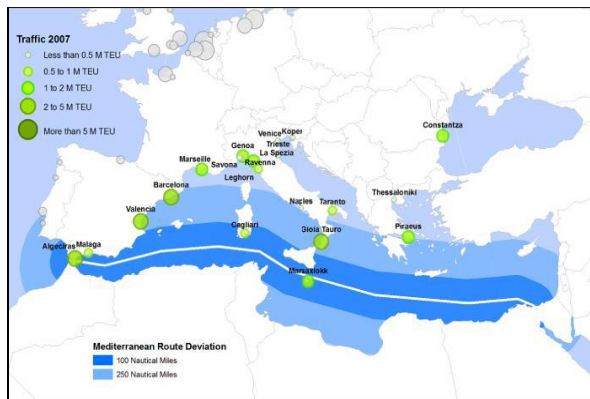 Traffic 2007
Less than 0.5 M TEU
0.5 to 1 M TEU
1 to 2 M TEU
2 to 5 M TEU
More than 5 M TEU
Constantza
Venice Koper
Trieste
Genoa
La Spezia
Marseille
Savona
Ravenna
Leghorn
Barcelona
Thessaloniki
Naples
Taranto
Valencia
Cagliari
Gioia Tauro
Piraeus
Algeciras
Malaga
Marsaxlokk
Mediterranean Route Deviation
100 Nautical Miles
250 Nautical Miles